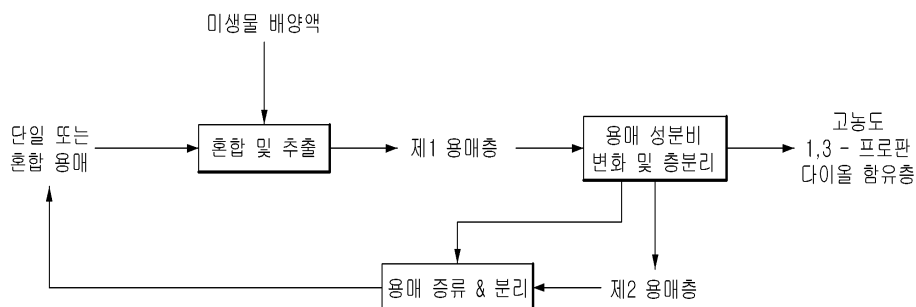 미생물 배양액
단일 또는
혼합 용매
혼합 및 추출
제1 용매층
용매 성분비
변화 및 층분리
고농도
1,3 - 프로판
다이올 함유층
용매 증류 & 분리
제2 용매층